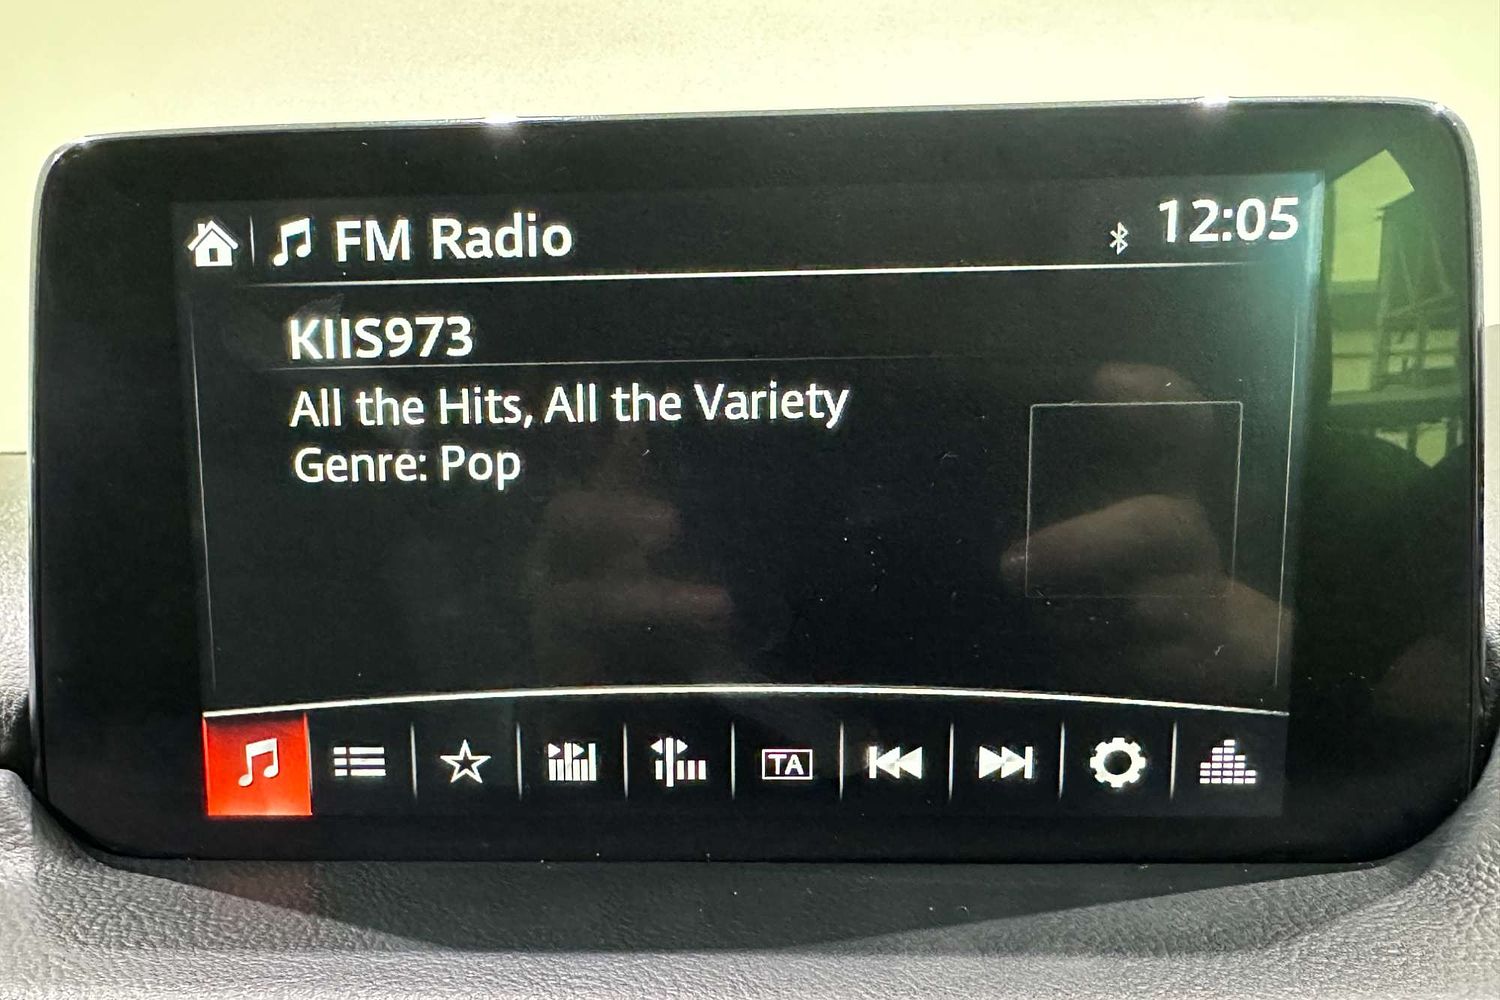 FM Radio
12:05
KIIS973
All the Hits, All the Variety
Genre: Pop
TA